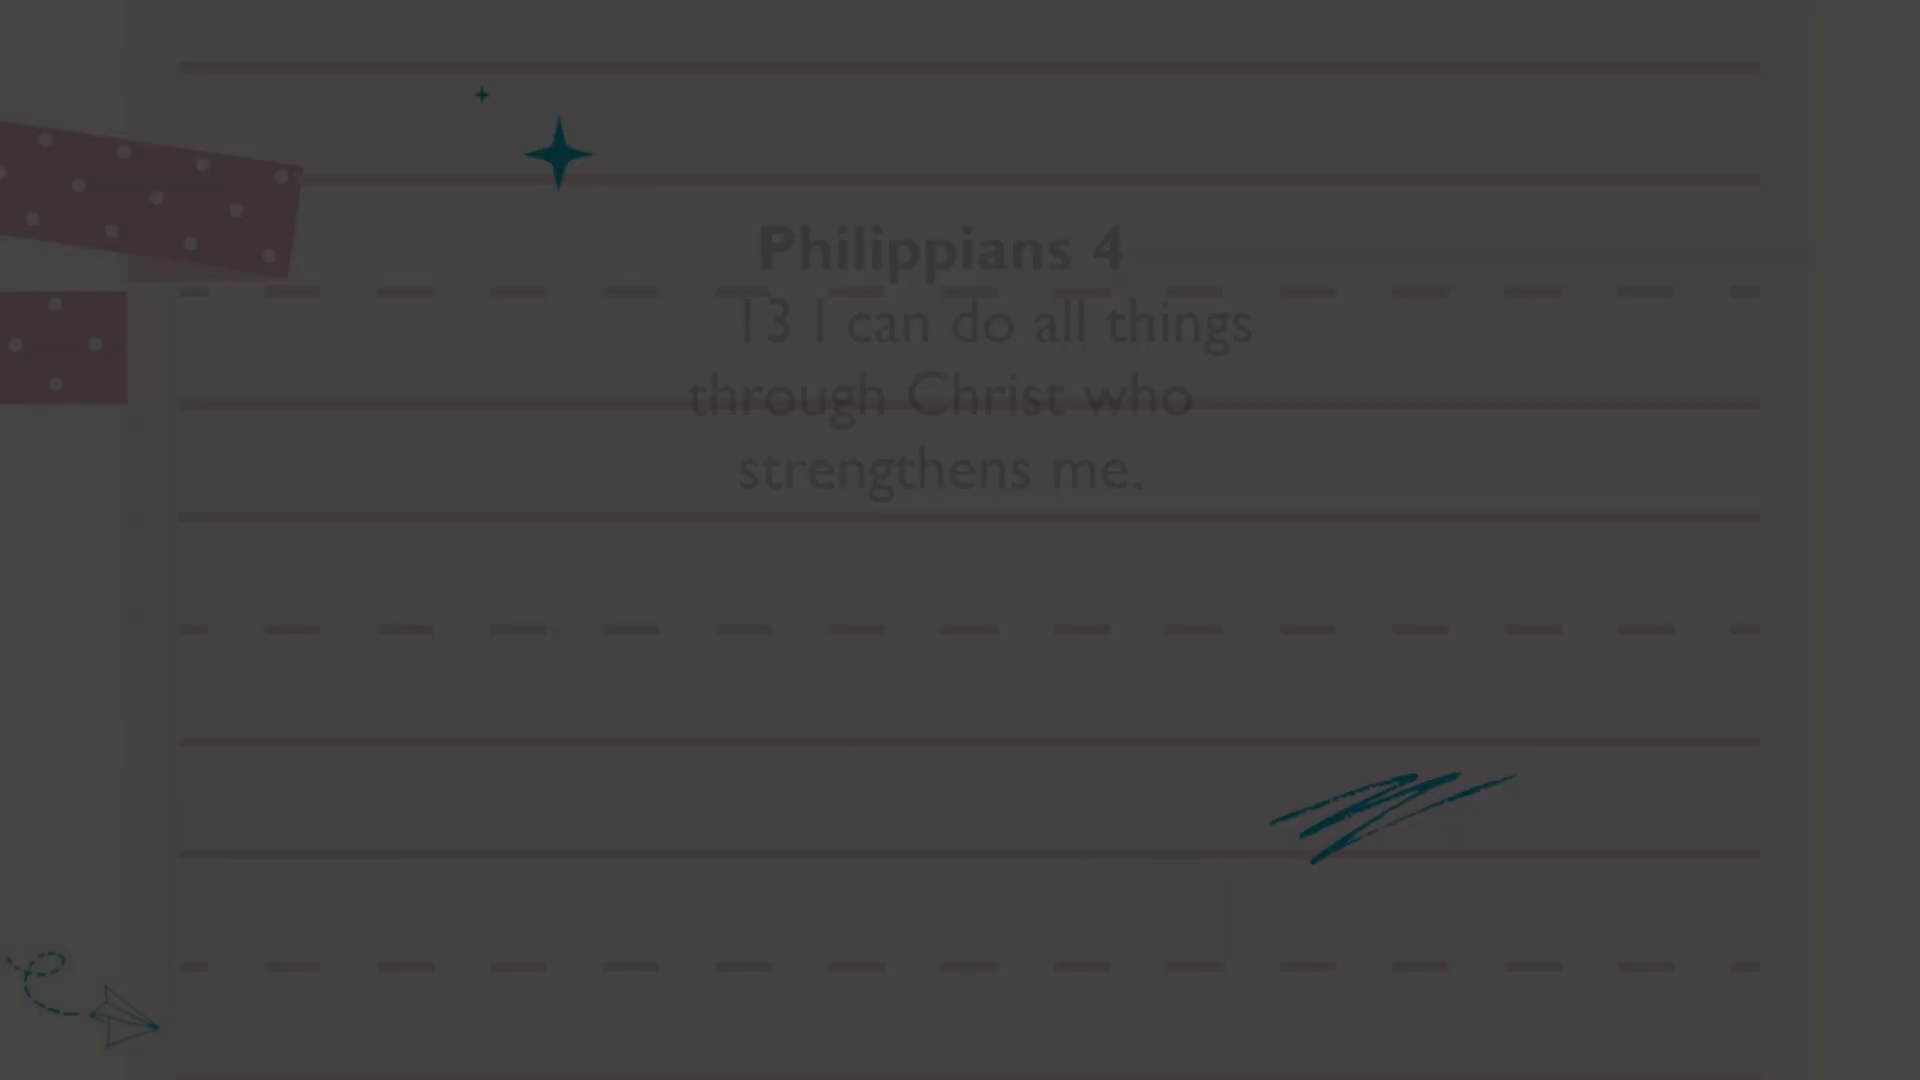 Philippians 4
13 I can do all things
through Christ who
strengthens me.